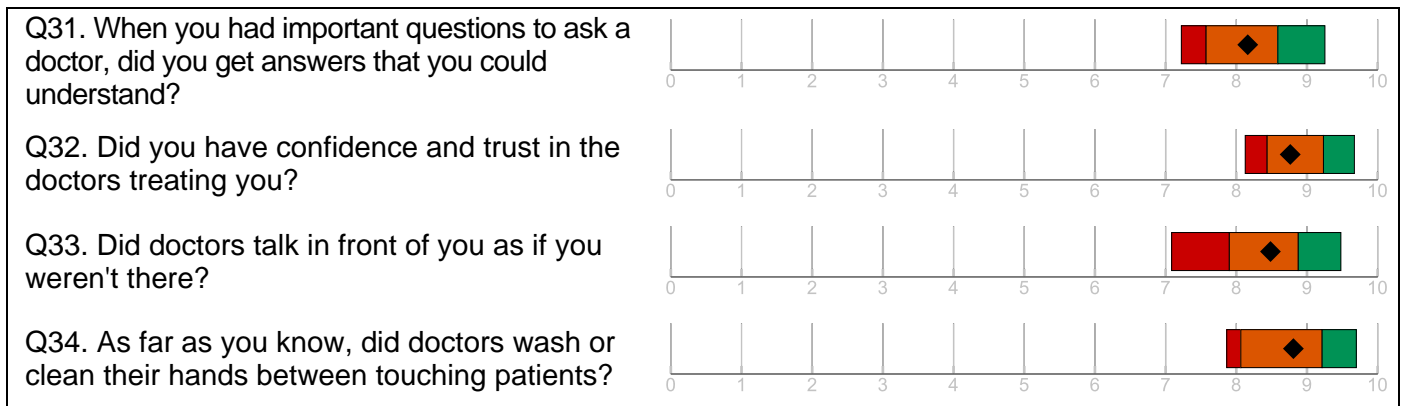 Q31. When you had important questions to ask a
doctor, did you get answers that you could
understand?
0 1 2 3 4 5 6 7 8 9 10
Q32. Did you have confidence and trust in the
doctors treating you?
0 1 2 3 4 5 6 7 8 9 10
Q33. Did doctors talk in front of you as if you
weren't there?
0 1 2 3 4 5 6 7 8 9 10
Q34. As far as you know, did doctors wash or
clean their hands between touching patients?
0 1 2 3 4 5 6 7 8 9 10